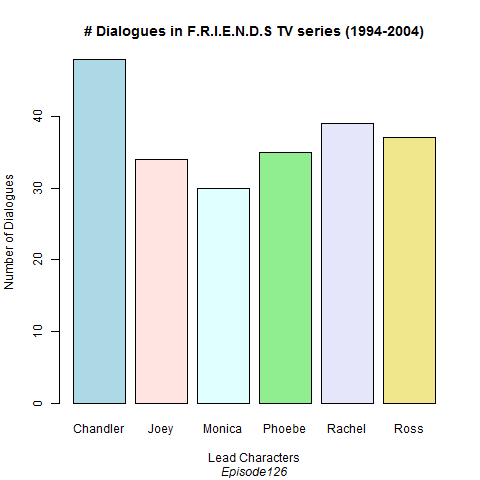 # Dialogues in F.R.I.E.N.D.S TV series (1994-2004)
Number of Dialogues
40
30
20
10
0
Chandler Joey Monica Phoebe Rachel Ross
Lead Characters
Episode126